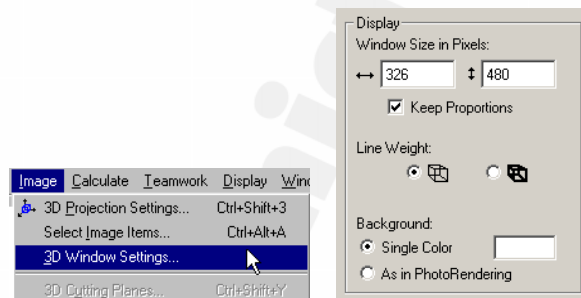 Image Calculate Teamwork Display Wind
3D Projection Settings... Ctrl+Shift+3
Select Image Items... Ctrl+Alt+A
3D Window Settings...
3D Cutting Planes... Ctrl+Shift+Y
Display
Window Size in Pixels:
326 480
Keep Proportions
Line Weight:
Background:
Single Color
As in PhotoRendering